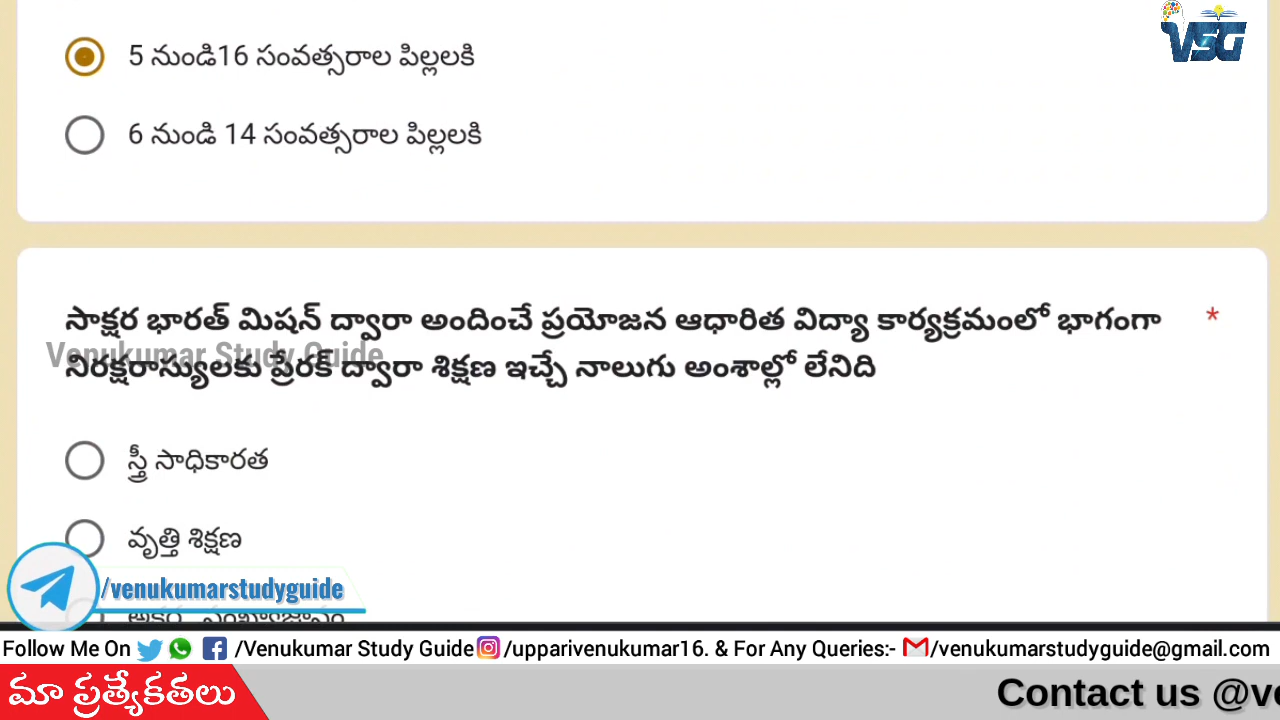 VSG
5 నుండి16 సంవత్సరాల పిల్లలకి
6 నుండి 14 సంవత్సరాల పిల్లలకి
సాక్షర భారత్ మిషన్ ద్వారా అందించే ప్రయోజన ఆధారిత విద్యా కార్యక్రమంలో భాగంగా *
Venukumar Study Guide
నిరక్షరాస్యులకు ప్రేరక్ ద్వారా శిక్షణ ఇచ్చే నాలుగు అంశాల్లో లేనిది
స్త్రీ సాధికారత
వృత్తి శిక్షణ
/venukumarstudyguide
Follow Me On /Venukumar Study Guide /upparivenukumar16. & For Any Queries:- /venukumarstudyguide@gmail.com
మా ప్రత్యేకతలు
Contact us